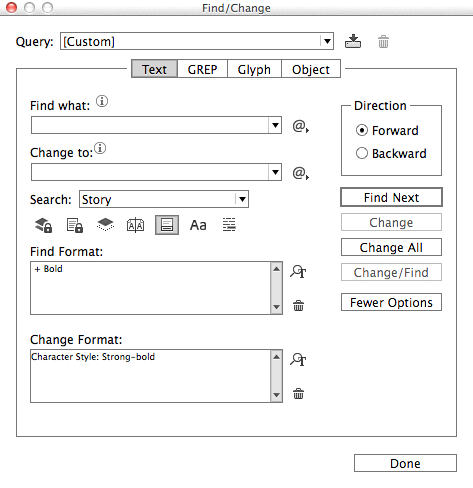 Find/Change
Query: [Custom]
Text GREP Glyph Object
Find what:
Direction
Forward
Backward
Change to:
Search: Story
Find Next
Change
Change All
Change/Find
Fewer Options
Aa
Find Format:
+ Bold
Change Format:
Character Style: Strong-bold
Done